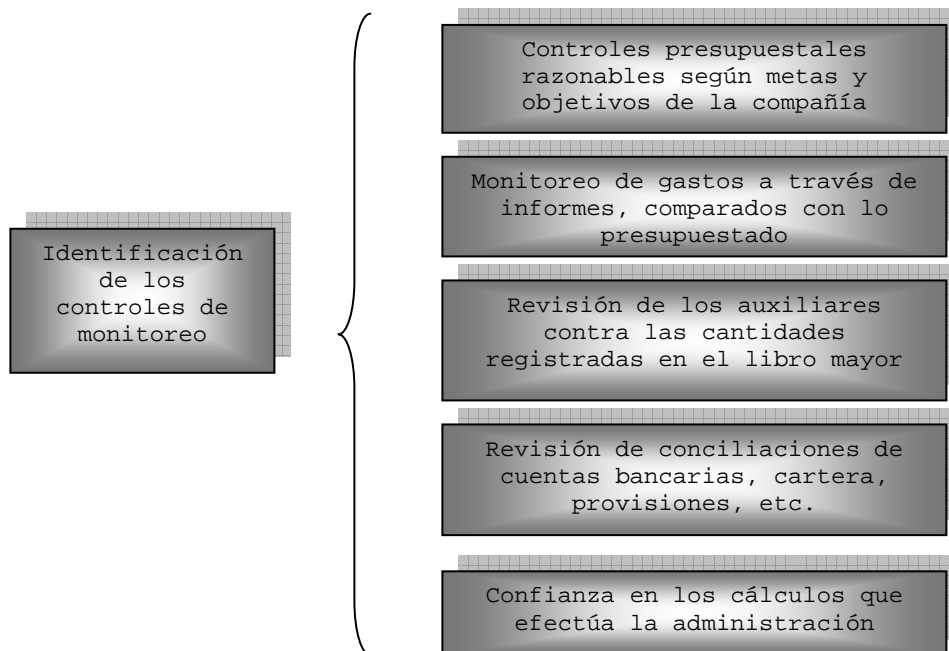 Identificación
de los
controles de
monitoreo
Controles presupuestales
razonables según metas y
objetivos de la compañía
Monitoreo de gastos a través de
informes, comparados con lo
presupuestado
Revisión de los auxiliares
contra las cantidades
registradas en el libro mayor
Revisión de conciliaciones de
cuentas bancarias, cartera,
provisiones, etc.
Confianza en los cálculos que
efectúa la administración